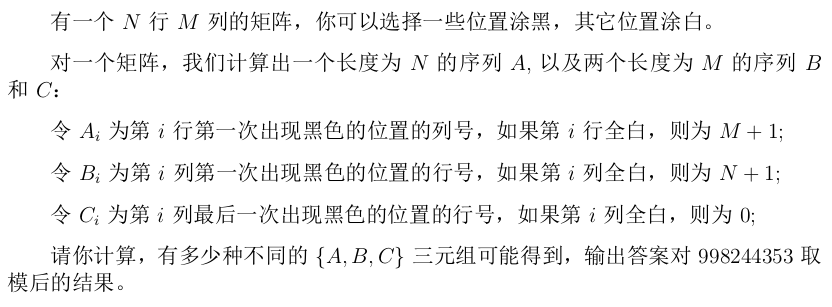 有一个 N 行 M 列的矩阵，你可以选择一些位置涂黑，其它位置涂白。
对一个矩阵，我们计算出一个长度为 N 的序列 A, 以及两个长度为 M 的序列 B
和 C：
令 A_i 为第 i 行第一次出现黑色的位置的列号，如果第 i 行全白，则为 M + 1;
令 B_i 为第 i 列第一次出现黑色的位置的行号，如果第 i 列全白，则为 N + 1;
令 C_i 为第 i 列最后一次出现黑色的位置的行号，如果第 i 列全白，则为 0;
请你计算，有多少种不同的 {A, B, C} 三元组可能得到，输出答案对 998244353 取
模后的结果。